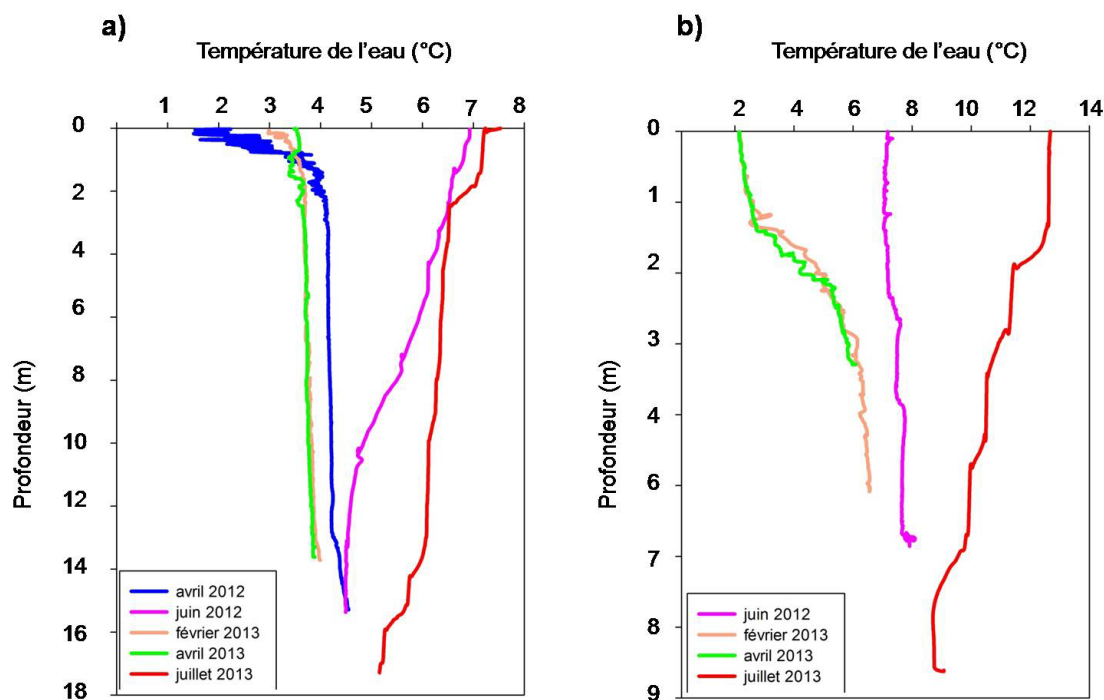 a)
Température de l'eau (°C)
1 2 3 4 5 6 7 8
0
2
4
6
8
10
12
14
16
18
Profondeur (m)
avril 2012
juin 2012
février 2013
avril 2013
juillet 2013
b)
Température de l'eau (°C)
2 4 6 8 10 12 14
0
1
2
3
4
6
7
8
9
Profondeur (m)
juin 2012
février 2013
avril 2013
juillet 2013